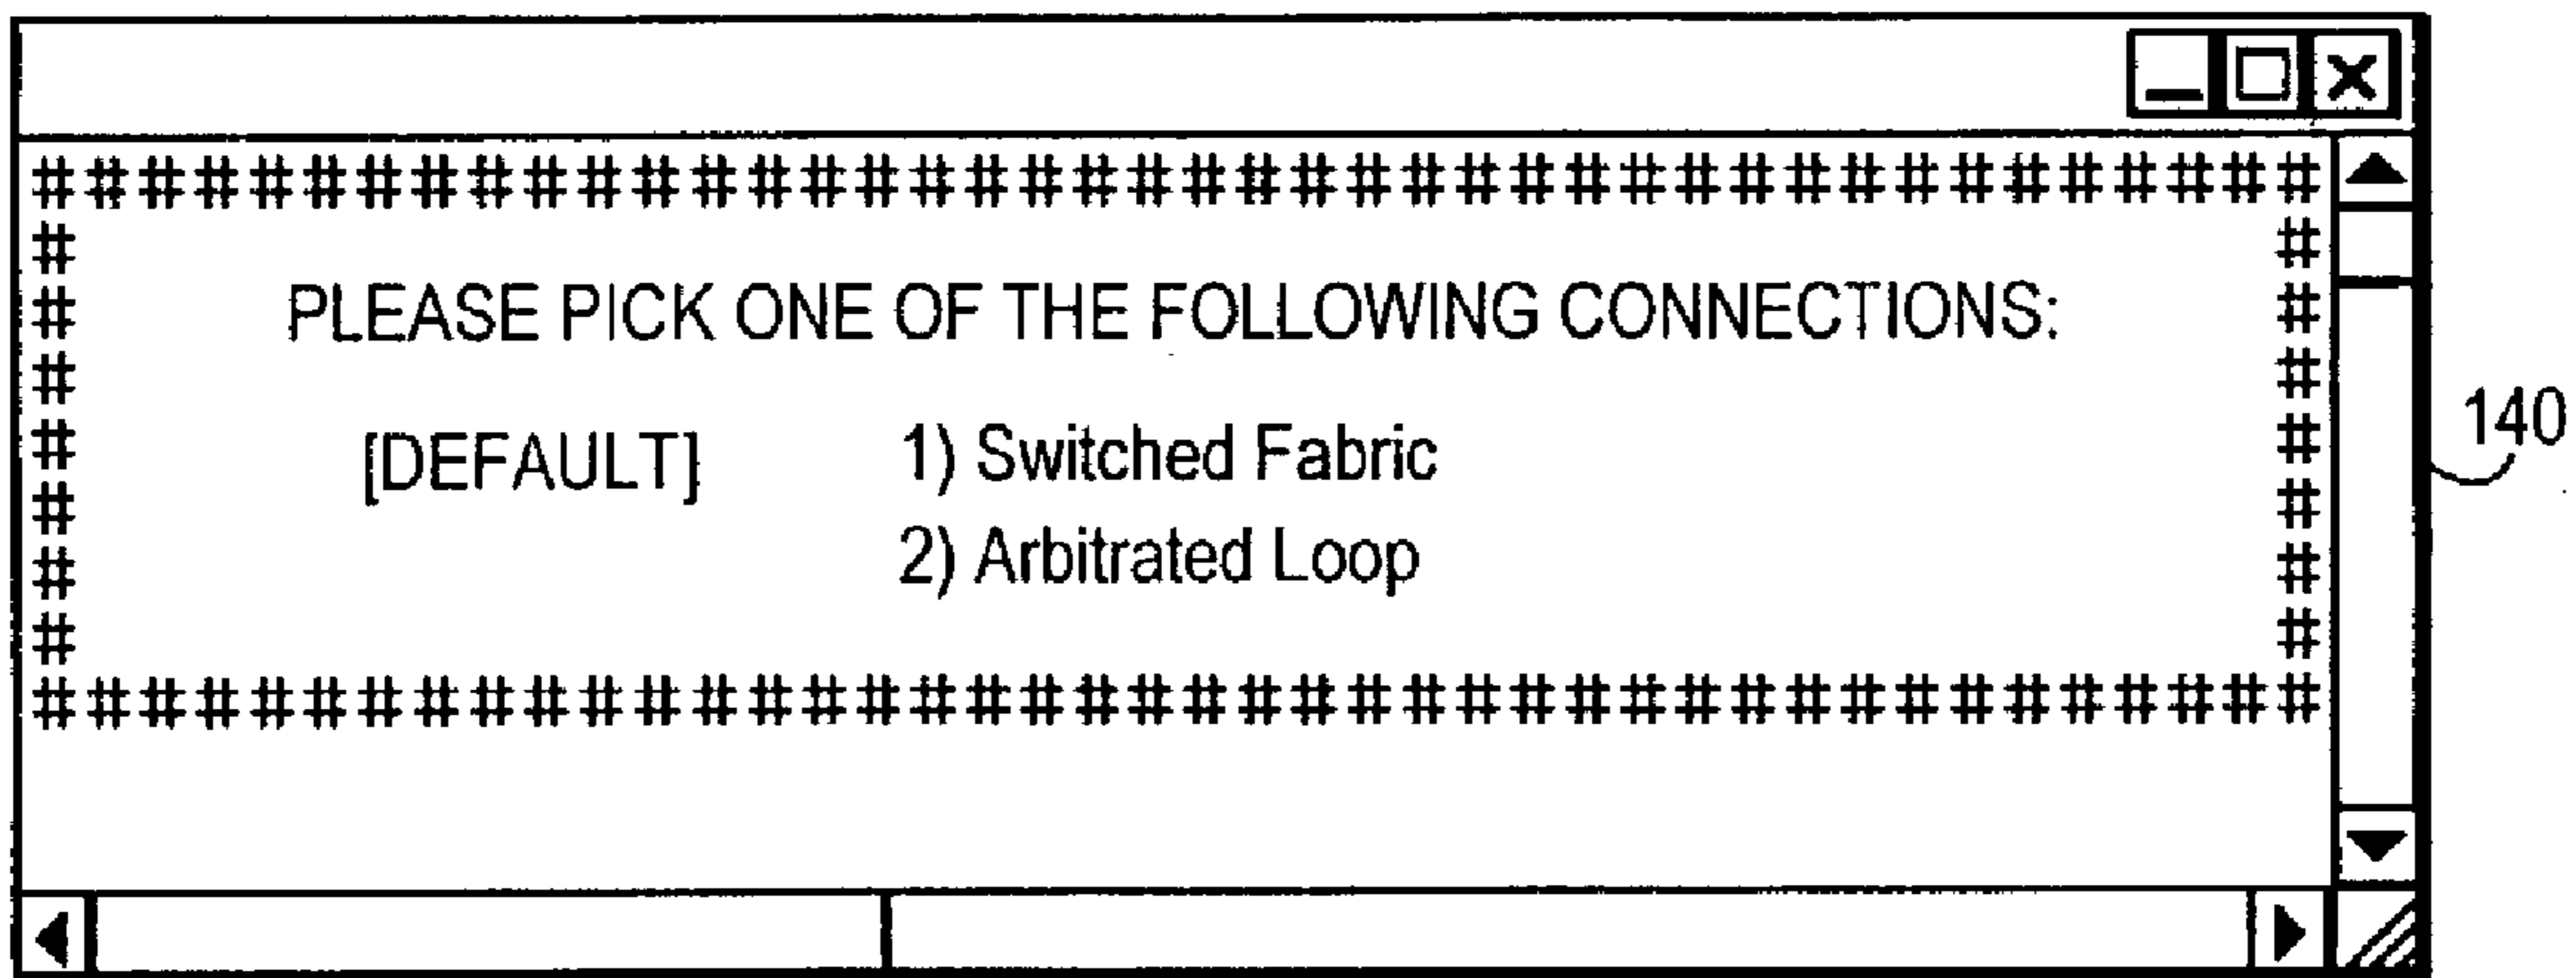 ###########################################
# #
# PLEASE PICK ONE OF THE FOLLOWING CONNECTIONS: #
# #
# [DEFAULT] 1) Switched Fabric #
# #
# 2) Arbitrated Loop #
# #
###########################################
140